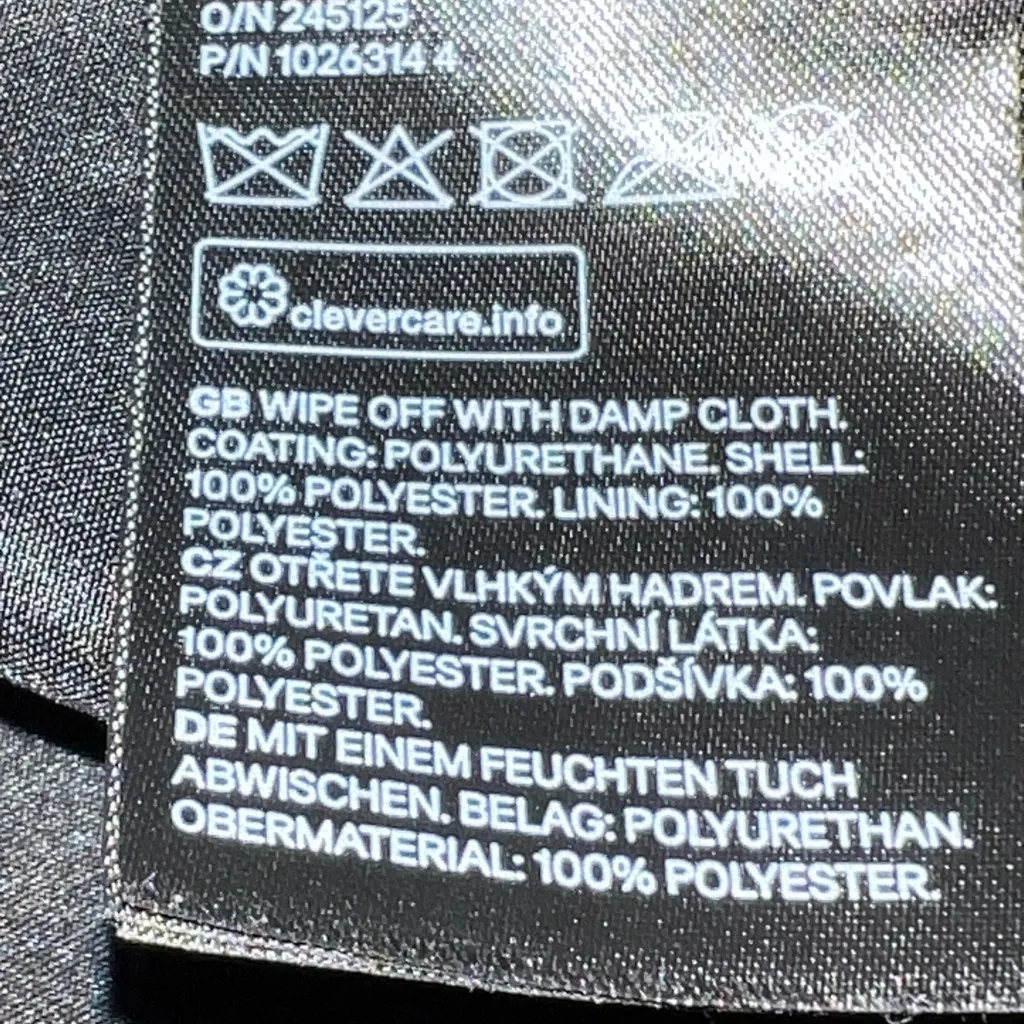 O/N 245125
P/N 1026314 4
clevercare.info
GB WIPE OFF WITH DAMP CLOTH.
COATING: POLYURETHANE. SHELL:
100% POLYESTER. LINING: 100%
POLYESTER.
CZ OTŘETE VLHKÝM HADREM. POVLAK:
POLYURETAN. SVRCHNÍ LÁTKA:
100% POLYESTER. PODŠÍVKA: 100%
POLYESTER.
DE MIT EINEM FEUCHTEN TUCH
ABWISCHEN. BELAG: POLYURETHAN.
OBERMATERIAL: 100% POLYESTER.